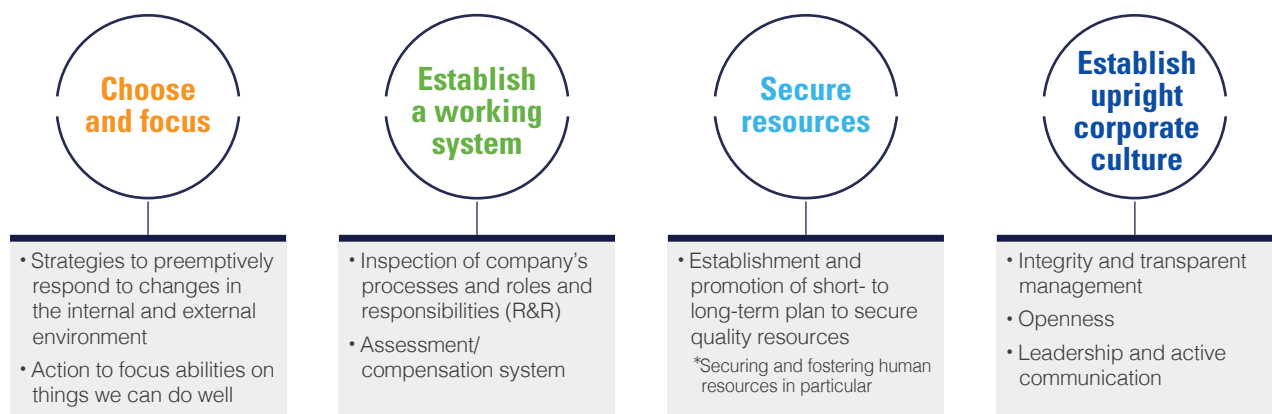 Choose
and focus
• Strategies to preemptively
respond to changes in
the internal and external
environment
• Action to focus abilities on
things we can do well
Establish
a working
system
• Inspection of company's
processes and roles and
responsibilities (R&R)
• Assessment/
compensation system
Secure
resources
• Establishment and
promotion of short- to
long-term plan to secure
quality resources
*Securing and fostering human
resources in particular
Establish
upright
corporate
culture
• Integrity and transparent
management
• Openness
• Leadership and active
communication